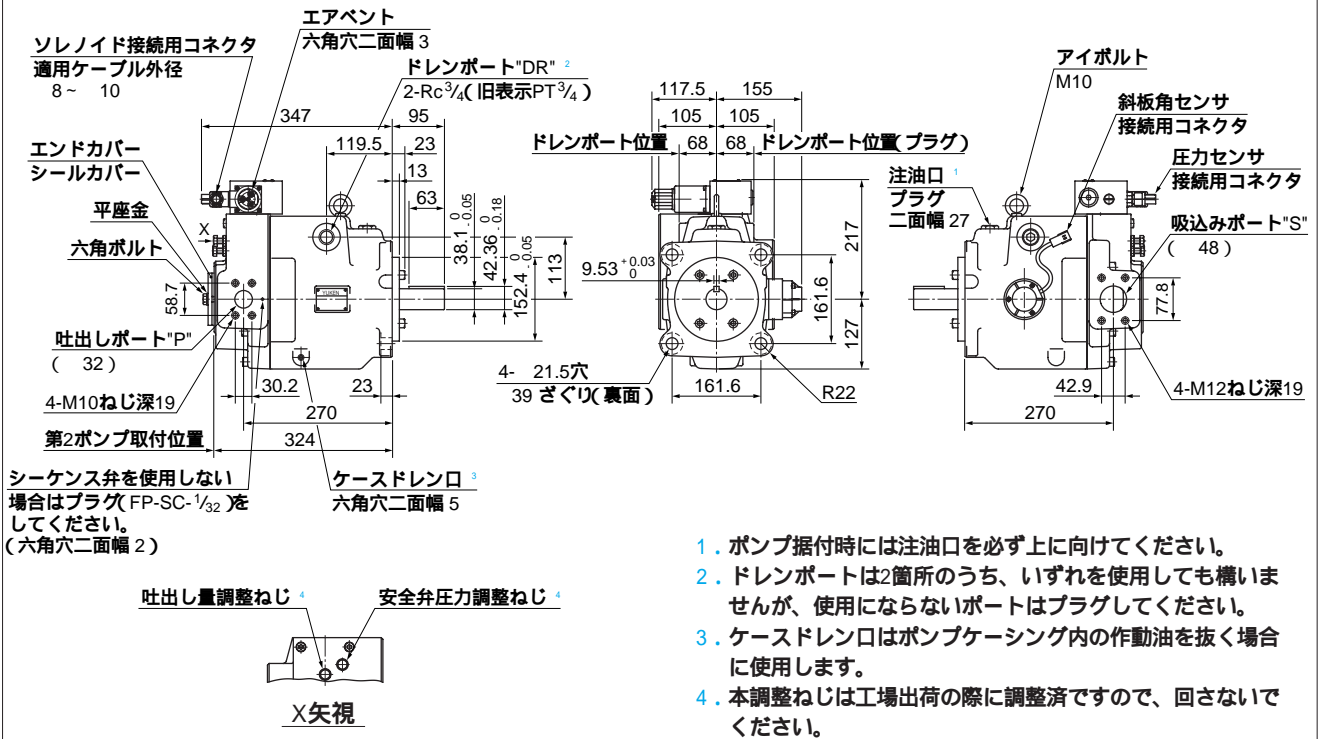 エアベント
六角穴二面幅 3
ソレノイド接続用コネクタ
適用ケーブル外径
8~ 10
ドレンポート"DR" 2
2-Rc3/4(旧表示PT3/4)
347
95
119.5
23
13
63
エンドカバー
シールカバー
平座金
六角ボルト
X
58.7
YUKEN
38.1 0 -0.05
42.36 0 -0.18
152.4 0 -0.05
113
吐出しポート"P"
( 32)
4-M10ねじ深19
30.2
23
270
第2ポンプ取付位置
324
シーケンス弁を使用しない
場合はプラグ(FP-SC-1/32)を
してください。
(六角穴二面幅 2)
ケースドレン口 3
六角穴二面幅 5
117.5
155
105
105
ドレンポート位置
68
68
ドレンポート位置(プラグ)
9.53 +0.03 0
217
161.6
127
4- 21.5穴
39 ざぐり(裏面)
161.6
R22
アイボルト
M10
斜板角センサ
接続用コネクタ
注油口 1
プラグ
二面幅 27
圧力センサ
接続用コネクタ
吸込みポート"S"
( 48)
77.8
42.9
4-M12ねじ深19
270
吐出し量調整ねじ 4
安全弁圧力調整ねじ 4
X矢視
1.ポンプ据付時には注油口を必ず上に向けてください。
2.ドレンポートは2箇所のうち、いずれを使用しても構いま
せんが、使用にならないポートはプラグしてください。
3.ケースドレン口はポンプケーシング内の作動油を抜く場合
に使用します。
4.本調整ねじは工場出荷の際に調整済ですので、回さないで
ください。